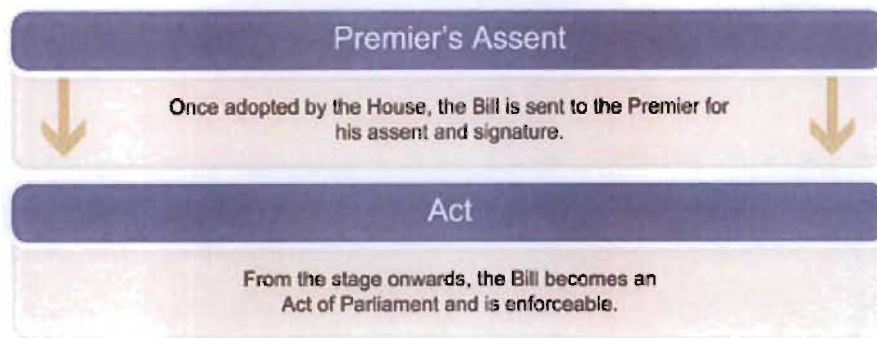 Premier's Assent
Once adopted by the House, the Bill is sent to the Premier for
his assent and signature.
Act
From the stage onwards, the Bill becomes an
Act of Parliament and is enforceable.